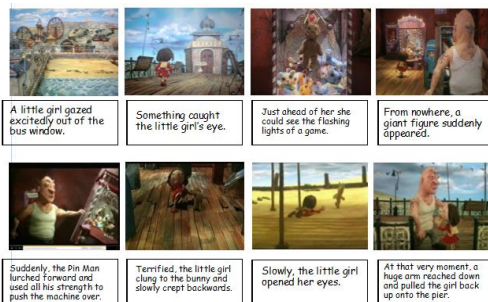 A little girl gazed
excitedly out of the
bus window.
Something caught
the little girl's eye.
Just ahead of her she
could see the flashing
lights of a game.
From nowhere, a
giant figure suddenly
appeared.
Suddenly, the Pin Man
lurched forward and
used all his strength to
push the machine over.
Terrified, the little girl
clung to the bunny and
slowly crept backwards.
Slowly, the little girl
opened her eyes.
At that very moment, a
huge arm reached down
and pulled the girl back
up onto the pier.